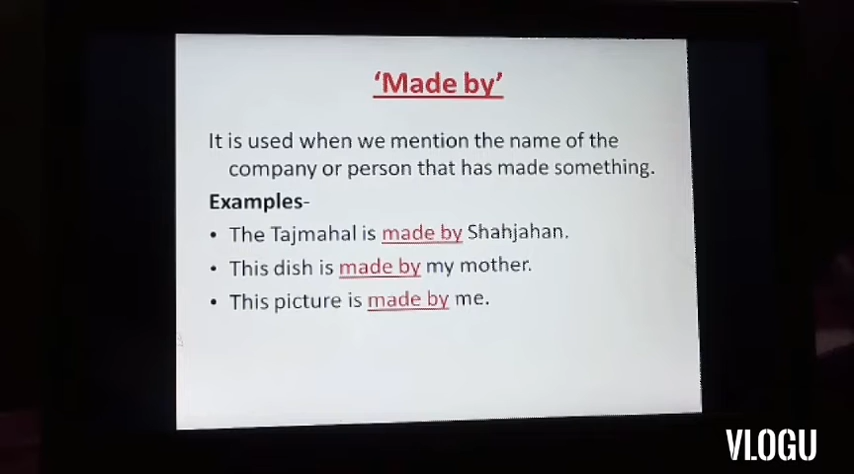 ‘Made by’
It is used when we mention the name of the
company or person that has made something.
Examples-
• The Tajmahal is made by Shahjahan.
• This dish is made by my mother.
• This picture is made by me.
VLOGU